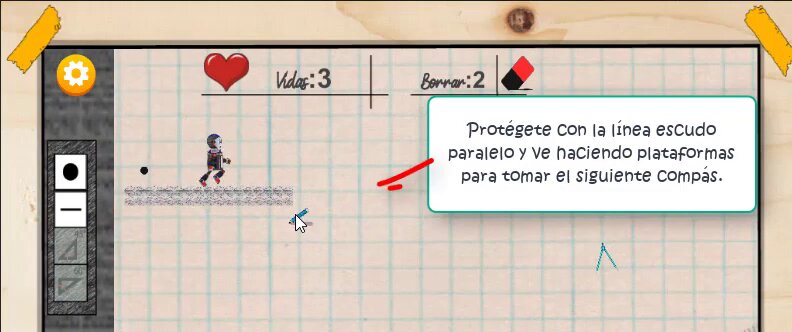 Vidas:3
Borrar:2
Protégete con la línea escudo
paralelo y ve haciendo plataformas
para tomar el siguiente compás.